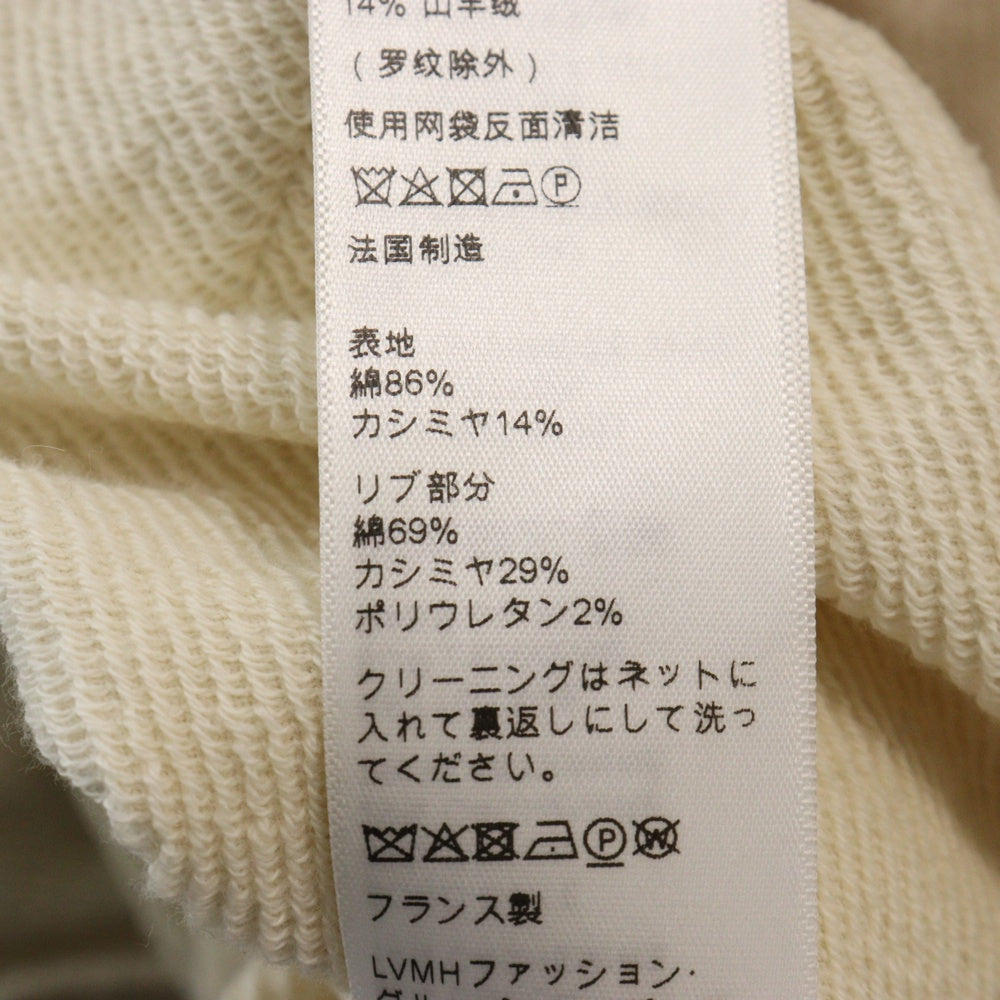 14% 山羊绒
( 罗纹除外 )
使用网袋反面清洁
P
法国制造
表地
綿86%
カシミヤ14%
リブ部分
綿69%
カシミヤ29%
ポリウレタン2%
クリーニングはネットに
入れて裏返しにして洗っ
てください。
P W
フランス製
LVMHファッション・